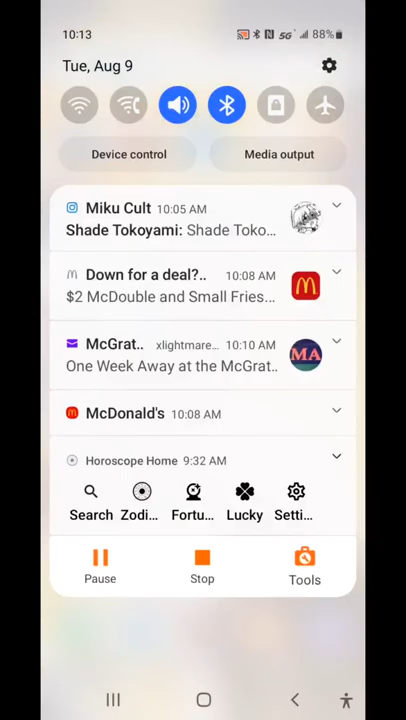 10:13
5G
88%
Tue, Aug 9
Device control
Media output
Miku Cult 10:05 AM
Shade Tokoyami: Shade Toko...
Down for a deal?.. 10:08 AM
$2 McDouble and Small Fries...
McGrat.. xlightmare... 10:10 AM
One Week Away at the McGrat..
MA
McDonald's 10:08 AM
Horoscope Home 9:32 AM
Search Zodi... Fortu... Lucky Setti...
Pause Stop Tools